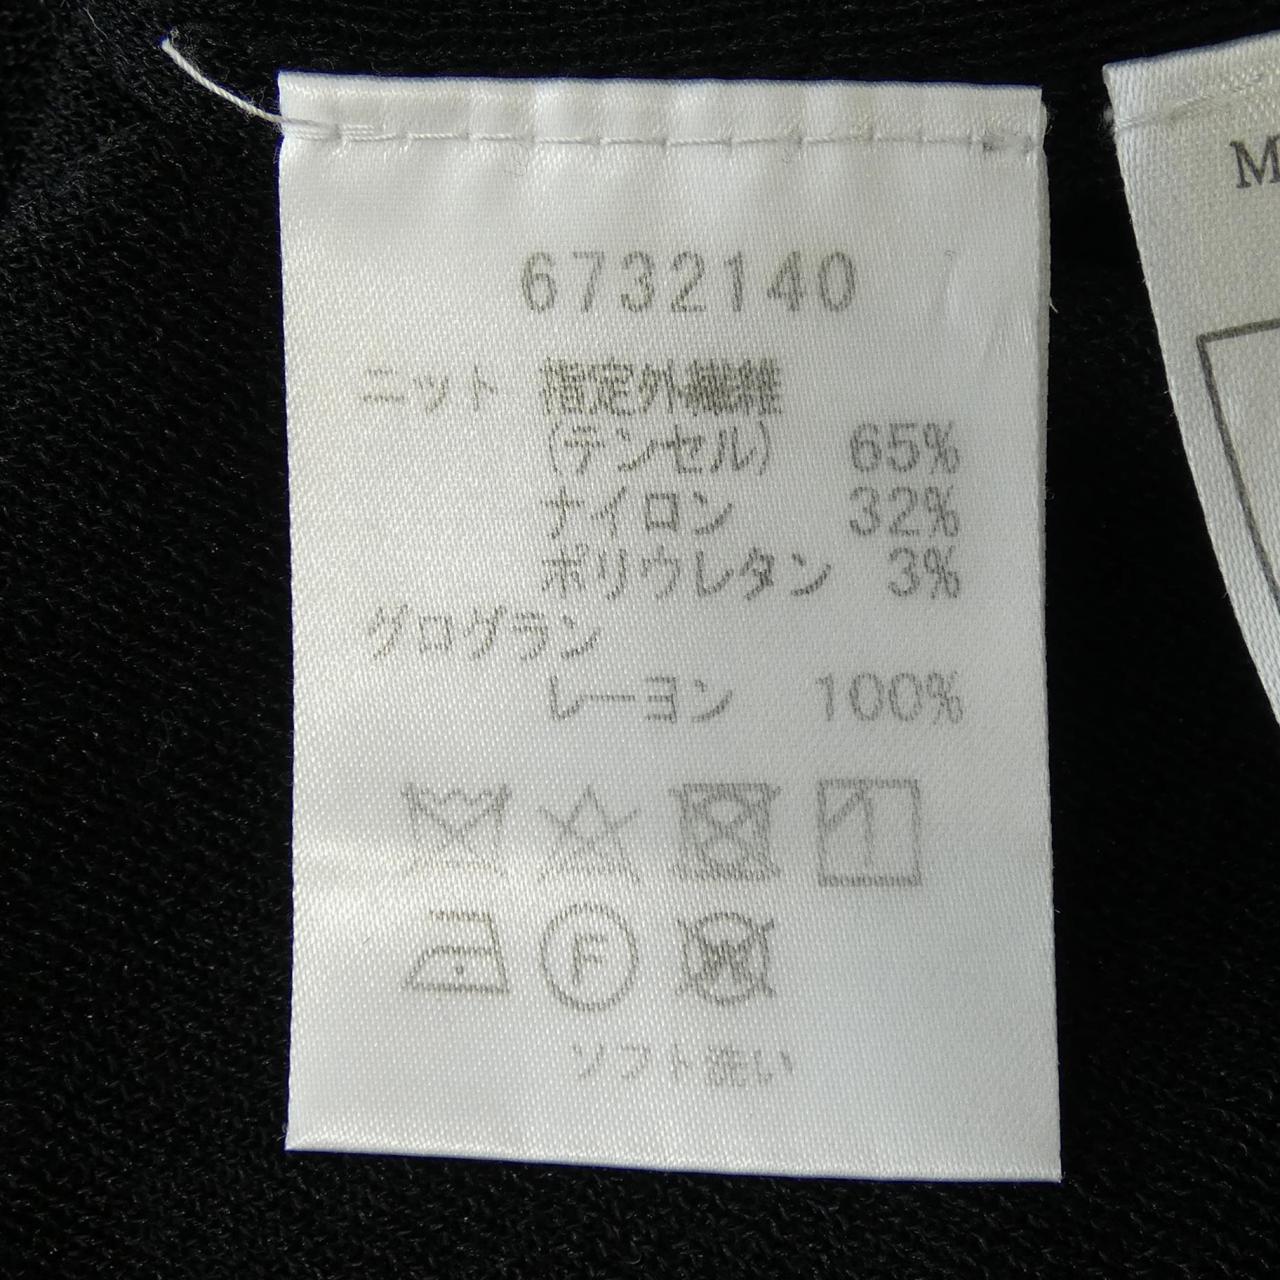 6732140
ニット 指定外繊維
(テンセル) 65%
ナイロン 32%
ポリウレタン 3%
グログラン
レーヨン 100%
F
W
ソフト洗い
M